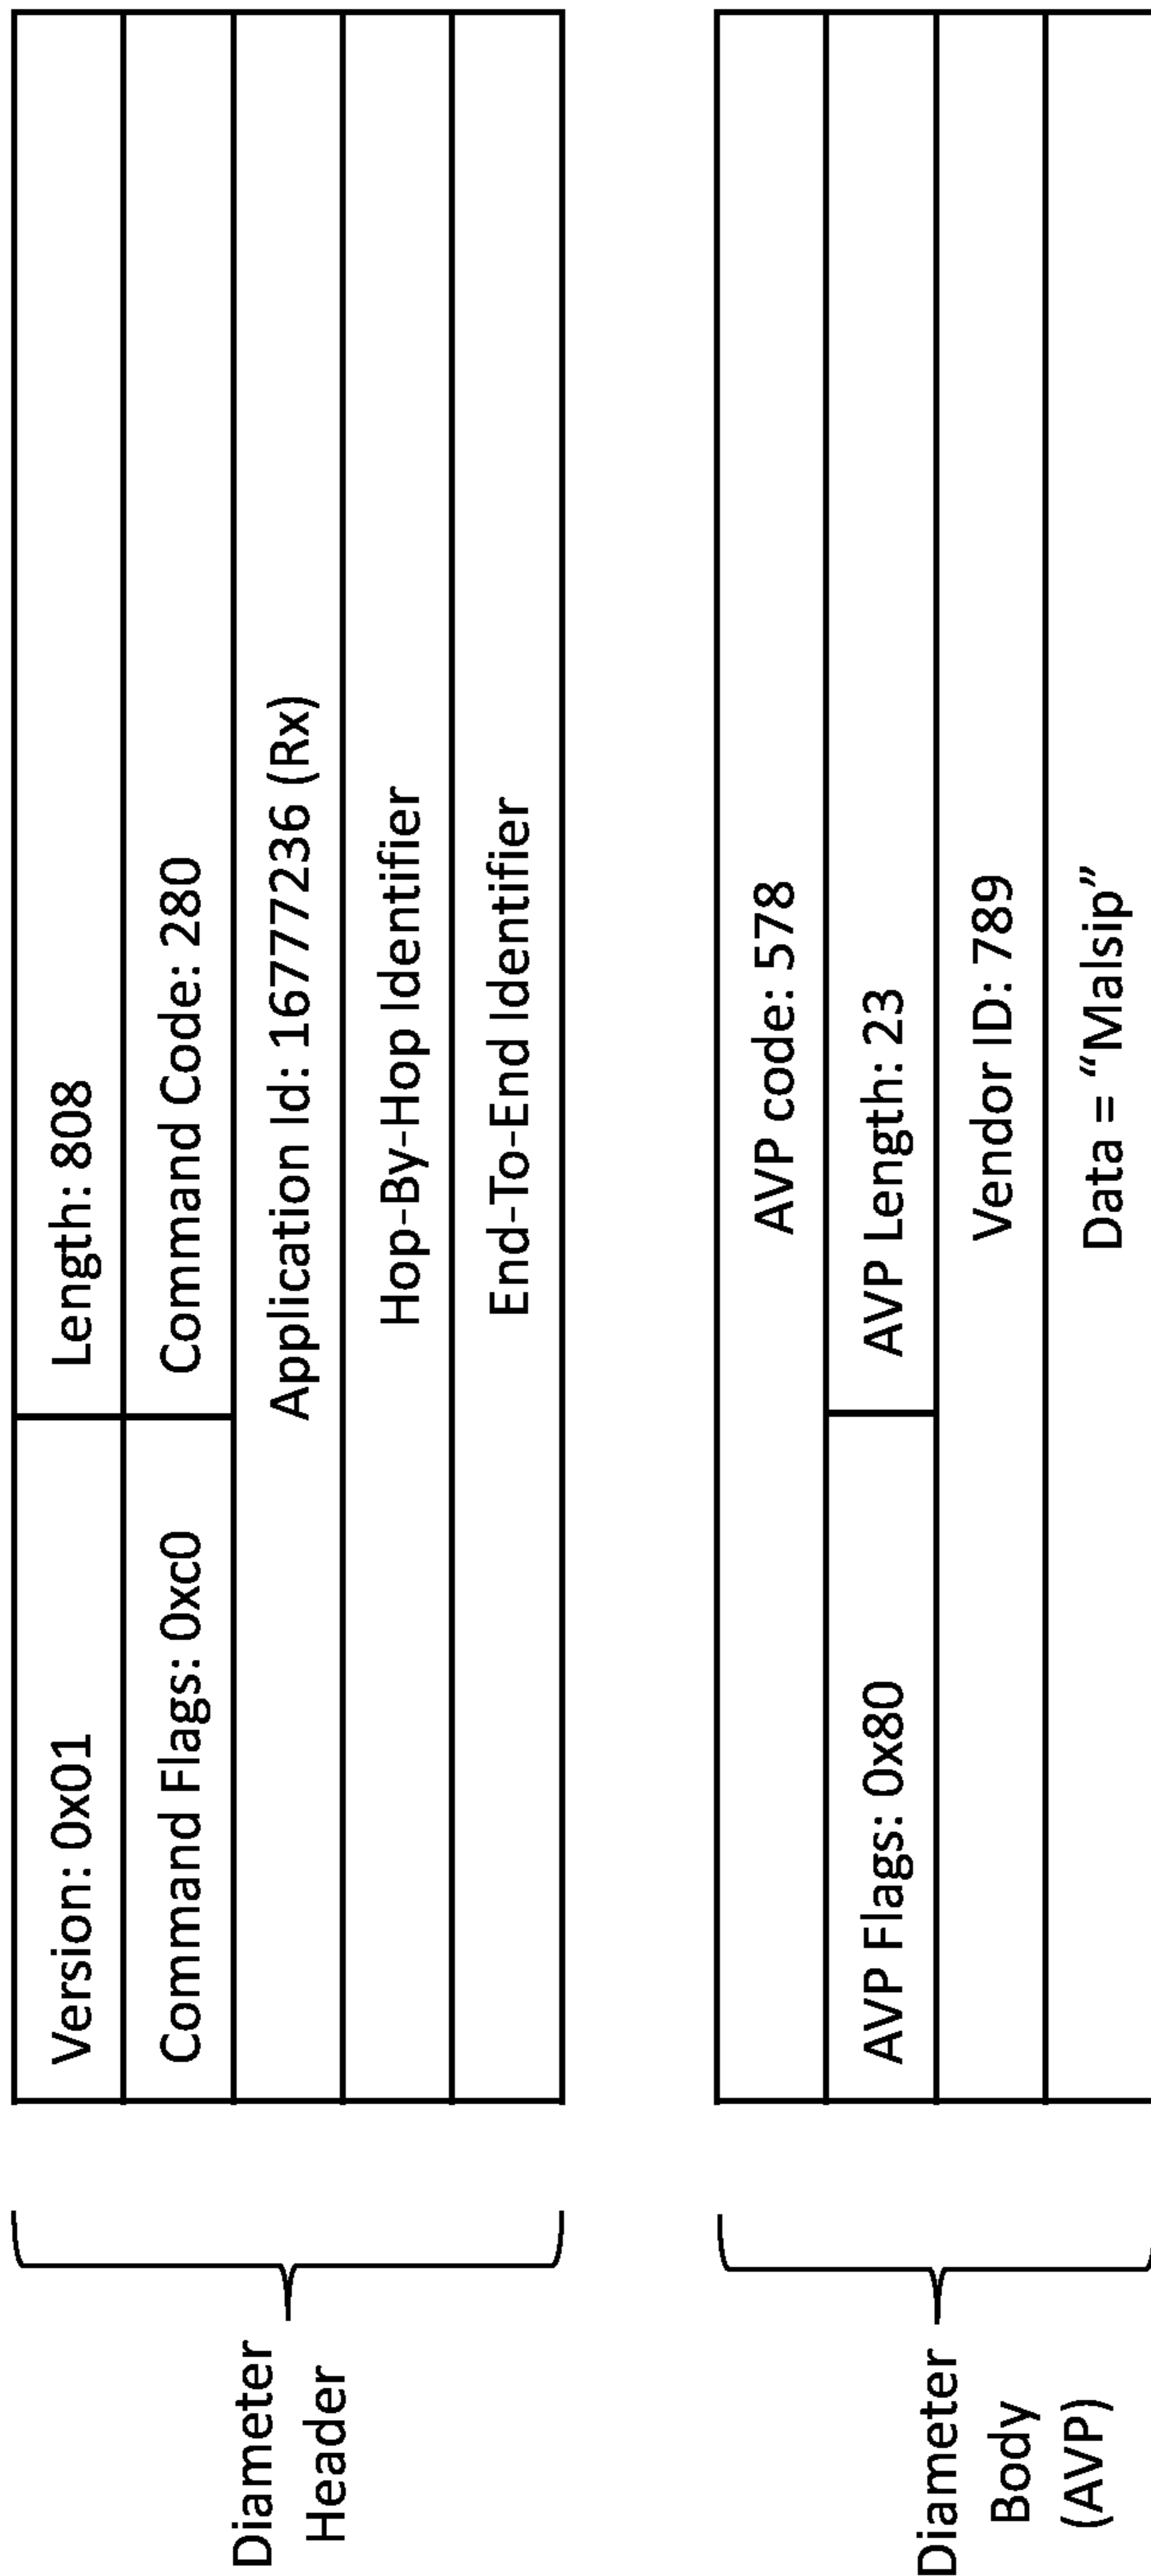 Diameter
Header
Version: 0x01
Length: 808
Command Flags: 0xc0
Command Code: 280
Application Id: 16777236 (Rx)
Hop-By-Hop Identifier
End-To-End Identifier
Diameter
Body
(AVP)
AVP code: 578
AVP Flags: 0x80
AVP Length: 23
Vendor ID: 789
Data = “Malsip”